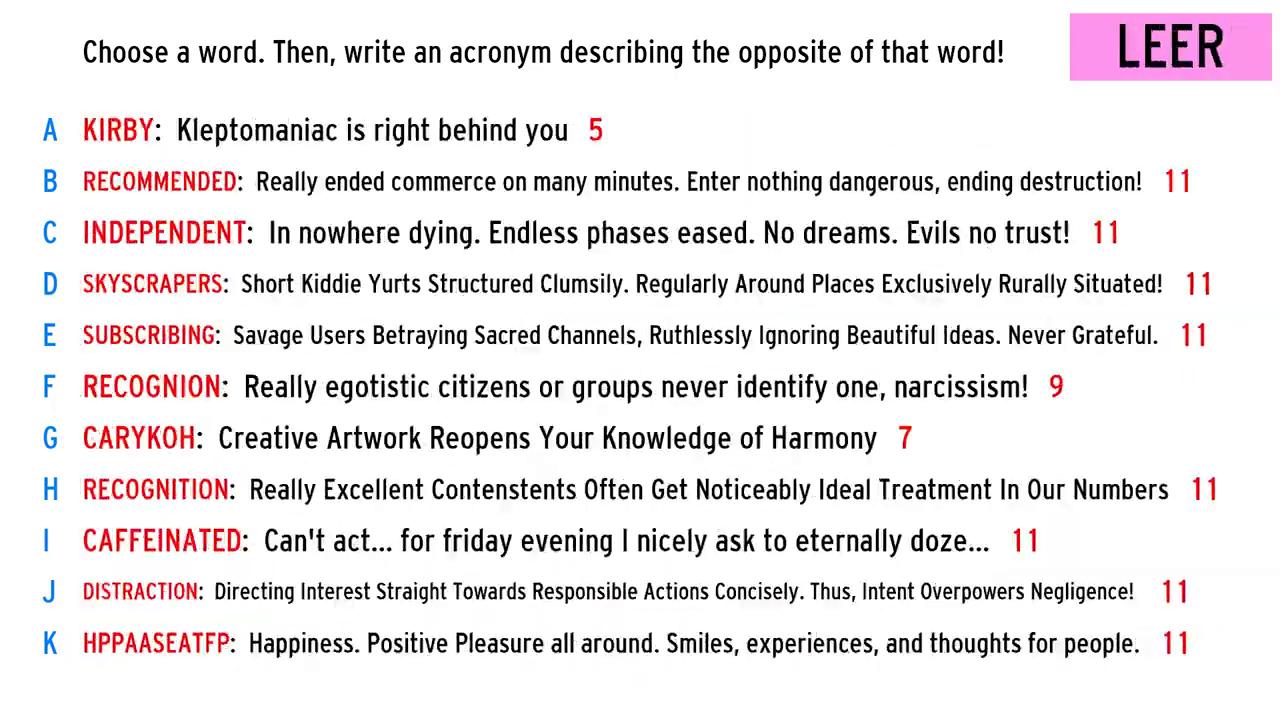 Choose a word. Then, write an acronym describing the opposite of that word!
LEER
A KIRBY: Kleptomaniac is right behind you 5
B RECOMMENDED: Really ended commerce on many minutes. Enter nothing dangerous, ending destruction! 11
C INDEPENDENT: In nowhere dying. Endless phases eased. No dreams. Evils no trust! 11
D SKYSCRAPERS: Short Kiddie Yurts Structured Clumsily. Regularly Around Places Exclusively Rurally Situated! 11
E SUBSCRIBING: Savage Users Betraying Sacred Channels, Ruthlessly Ignoring Beautiful Ideas. Never Grateful. 11
F RECOGNION: Really egotistic citizens or groups never identify one, narcissism! 9
G CARYKOH: Creative Artwork Reopens Your Knowledge of Harmony 7
H RECOGNITION: Really Excellent Contenstents Often Get Noticeably Ideal Treatment In Our Numbers 11
I CAFFEINATED: Can't act... for friday evening I nicely ask to eternally doze... 11
J DISTRACTION: Directing Interest Straight Towards Responsible Actions Concisely. Thus, Intent Overpowers Negligence! 11
K HPPAASEATFP: Happiness. Positive Pleasure all around. Smiles, experiences, and thoughts for people. 11